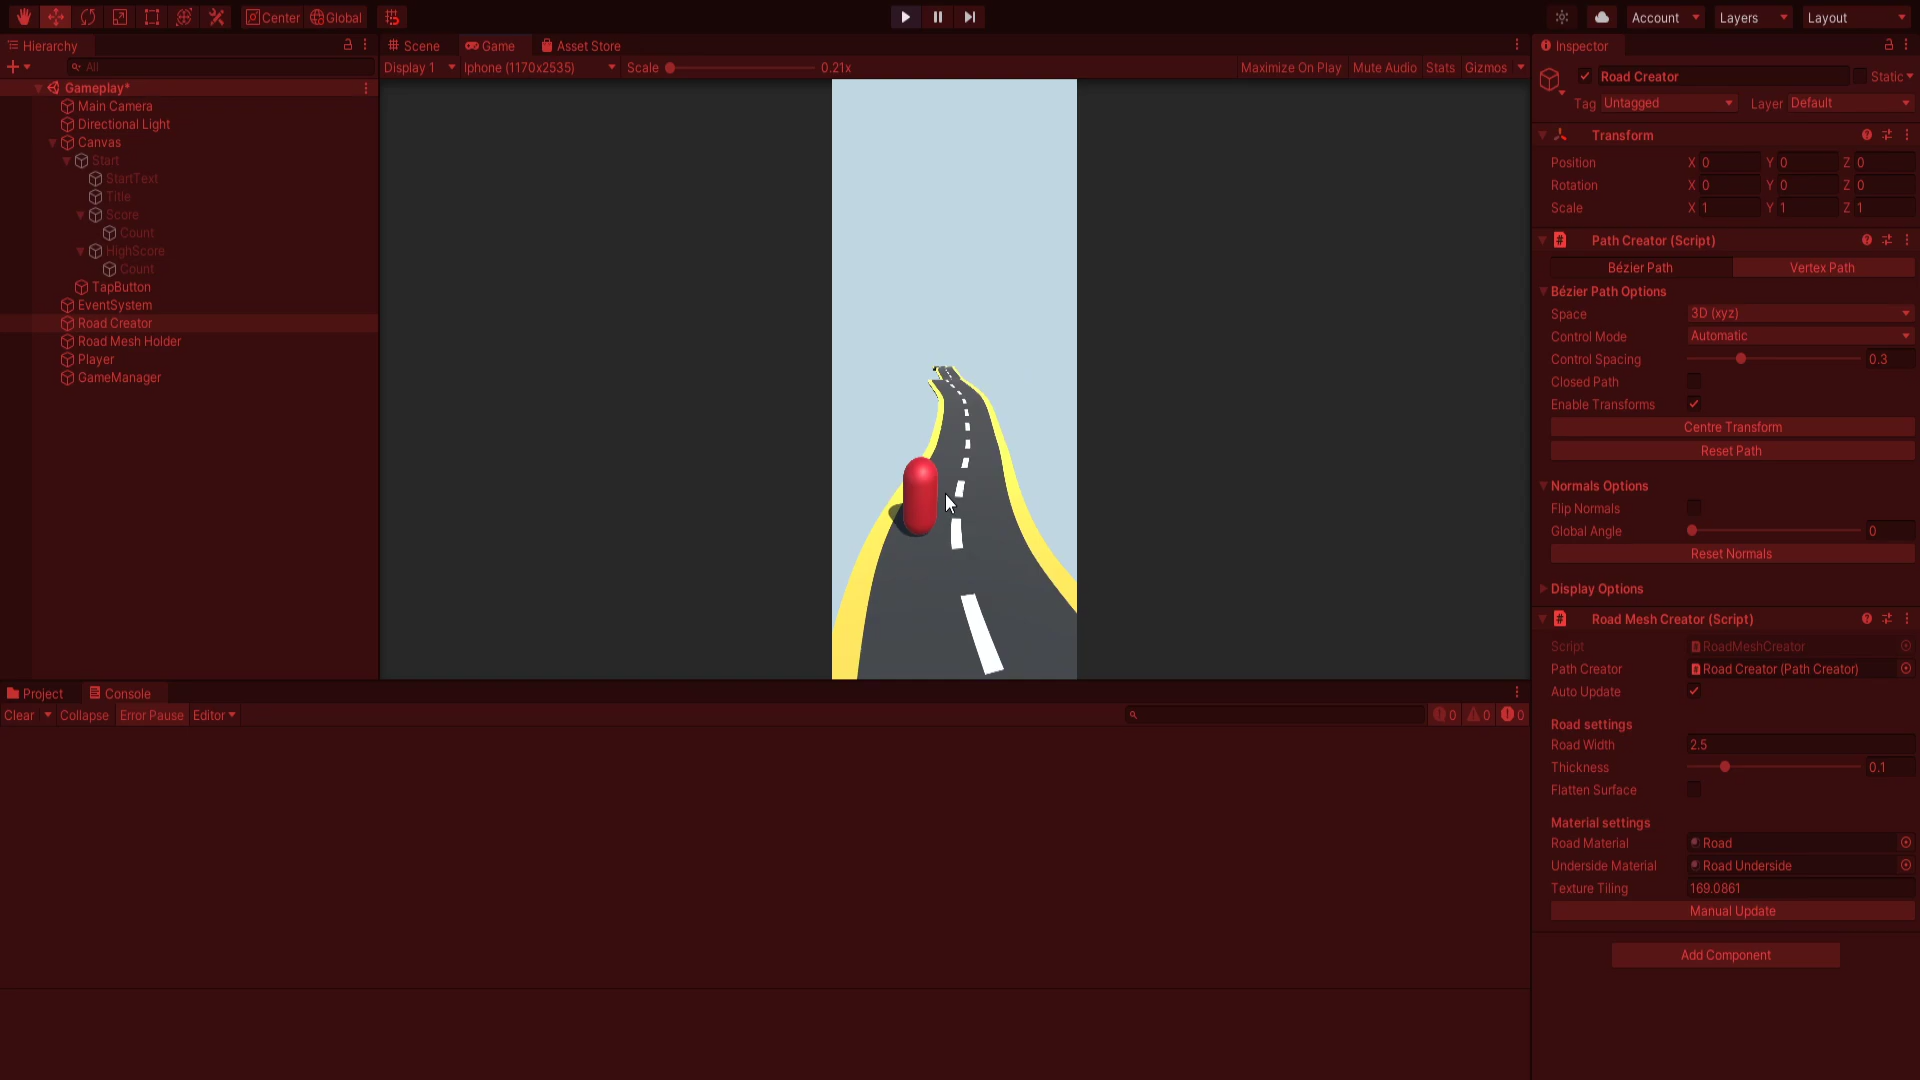 Center Global
Account Layers Layout
Hierarchy
All
Gameplay*
Main Camera
Directional Light
Canvas
Start
StartText
Title
Score
Count
HighScore
Count
TapButton
EventSystem
Road Creator
Road Mesh Holder
Player
GameManager
Scene Game Asset Store
Display 1 Iphone (1170x2535) Scale 0.21x Maximize On Play Mute Audio Stats Gizmos
Project Console
Clear Collapse Error Pause Editor 0 0 0
Inspector
Road Creator Static
Tag Untagged Layer Default
Transform
Position X 0 Y 0 Z 0
Rotation X 0 Y 0 Z 0
Scale X 1 Y 1 Z 1
Path Creator (Script)
Bézier Path Vertex Path
Bézier Path Options
Space 3D (xyz)
Control Mode Automatic
Control Spacing 0.3
Closed Path
Enable Transforms
Centre Transform
Reset Path
Normals Options
Flip Normals
Global Angle 0
Reset Normals
Display Options
Road Mesh Creator (Script)
Script RoadMeshCreator
Path Creator Road Creator (Path Creator)
Auto Update
Road settings
Road Width 2.5
Thickness 0.1
Flatten Surface
Material settings
Road Material Road
Underside Material Road Underside
Texture Tiling 169.0861
Manual Update
Add Component